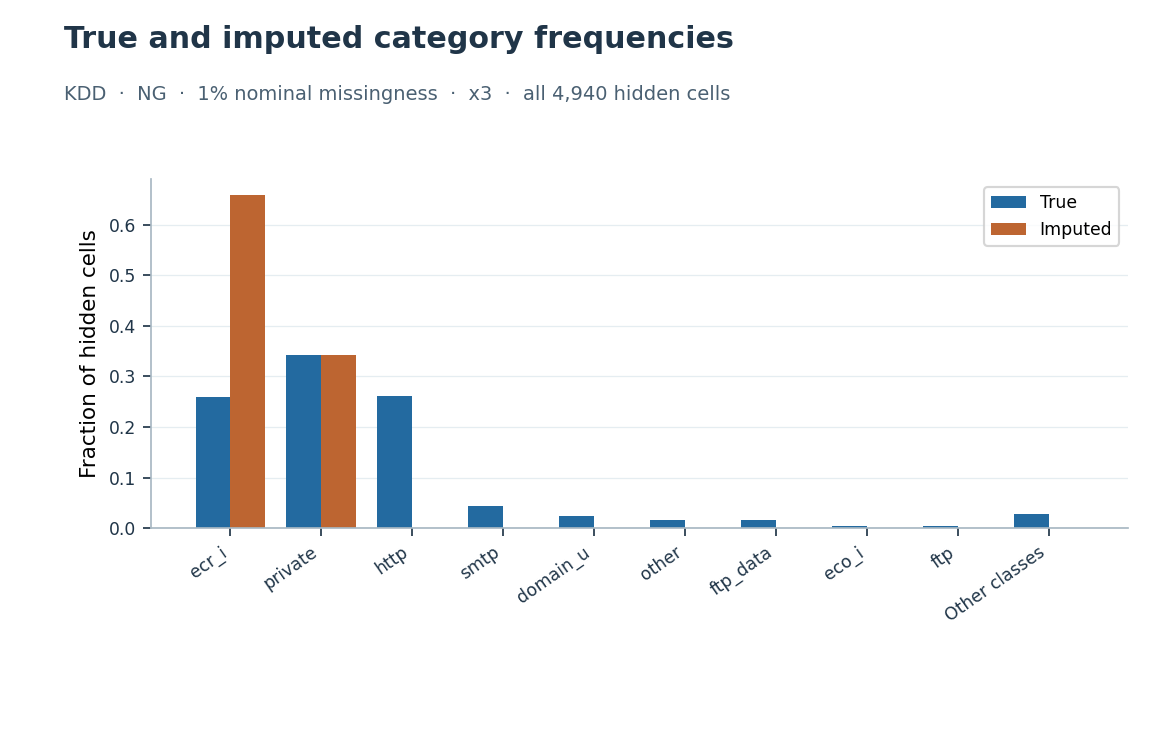 True and imputed category frequencies
KDD · NG · 1% nominal missingness · x3 · all 4,940 hidden cells
True
Imputed
Fraction of hidden cells
0.6
0.5
0.4
0.3
0.2
0.1
0.0
ecr_i
private
http
smtp
domain_u
other
ftp_data
eco_i
ftp
Other classes